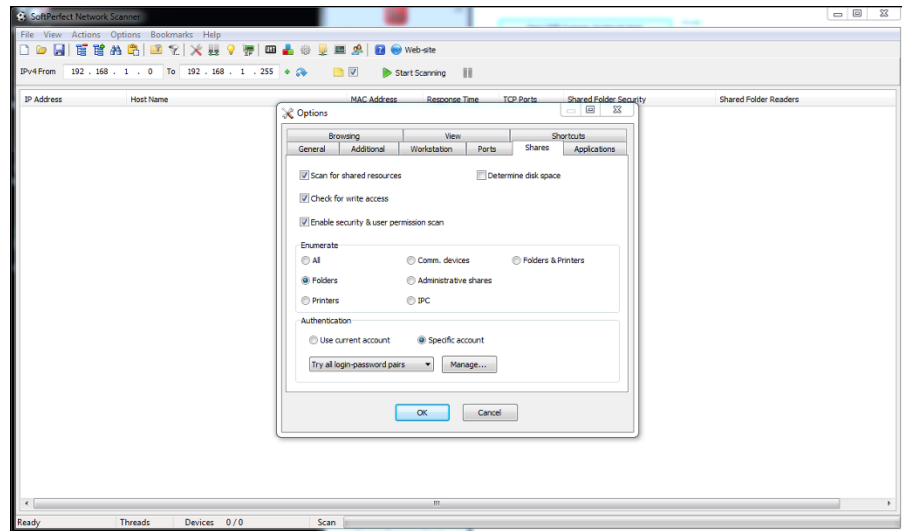 SoftPerfect Network Scanner
File View Actions Options Bookmarks Help
Web-site
IPv4 From 192 . 168 . 1 . 0 To 192 . 168 . 1 . 255 Start Scanning
IP Address Host Name MAC Address Response Time TCP Ports Shared Folder Security Shared Folder Readers
Options
Browsing View Shortcuts
General Additional Workstation Ports Shares Applications
Scan for shared resources Determine disk space
Check for write access
Enable security & user permission scan
Enumerate
All Comm. devices Folders & Printers
Folders Administrative shares
Printers IPC
Authentication
Use current account Specific account
Try all login-password pairs Manage...
OK Cancel
Ready Threads Devices 0 / 0 Scan